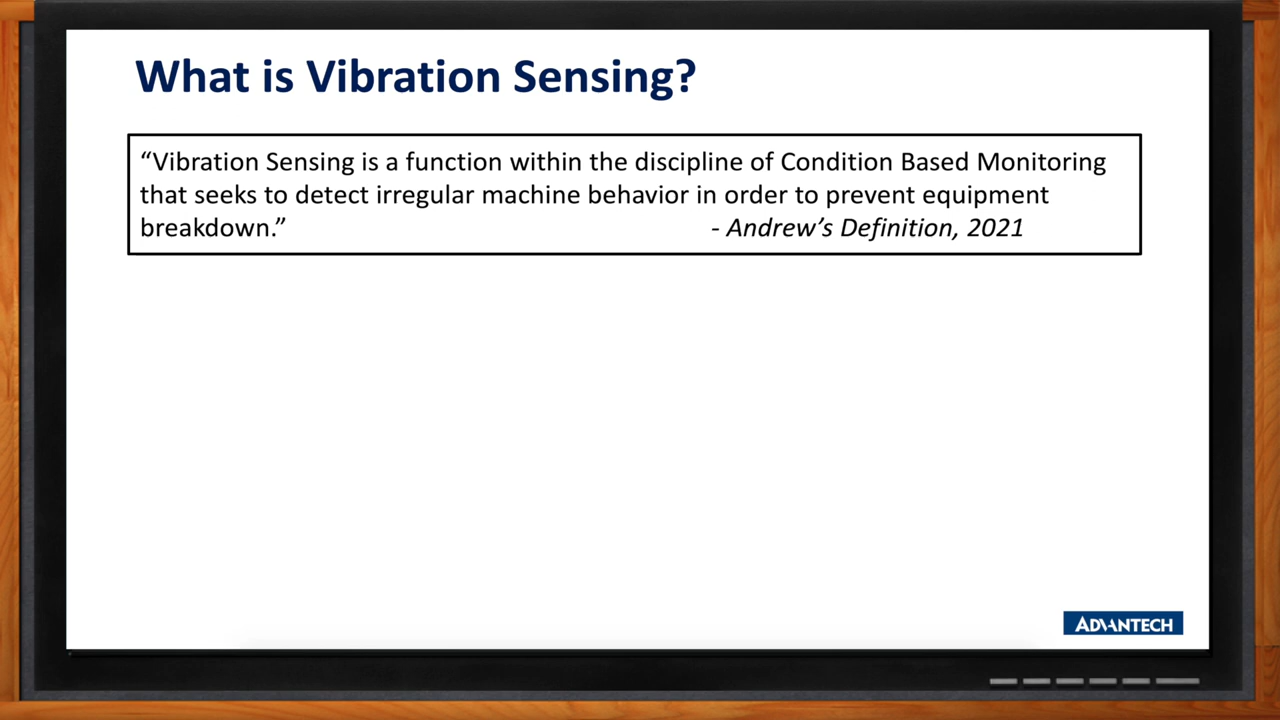 What is Vibration Sensing?
“Vibration Sensing is a function within the discipline of Condition Based Monitoring
that seeks to detect irregular machine behavior in order to prevent equipment
breakdown.” - Andrew’s Definition, 2021
ADVANTECH